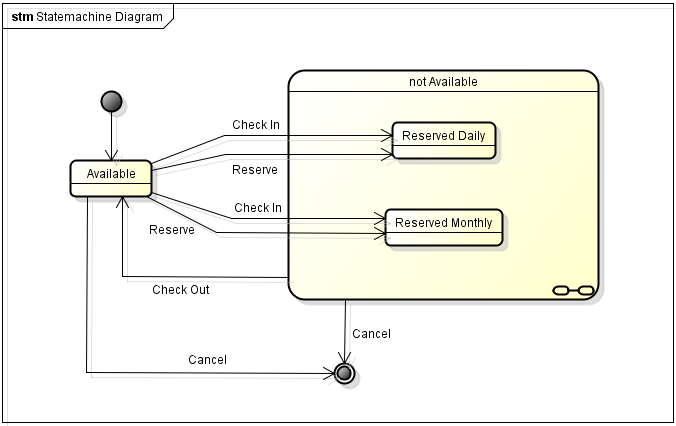 stm Statemachine Diagram
not Available
Check In
Reserved Daily
Available
Reserve
Check In
Reserved Monthly
Reserve
Check Out
Cancel
Cancel